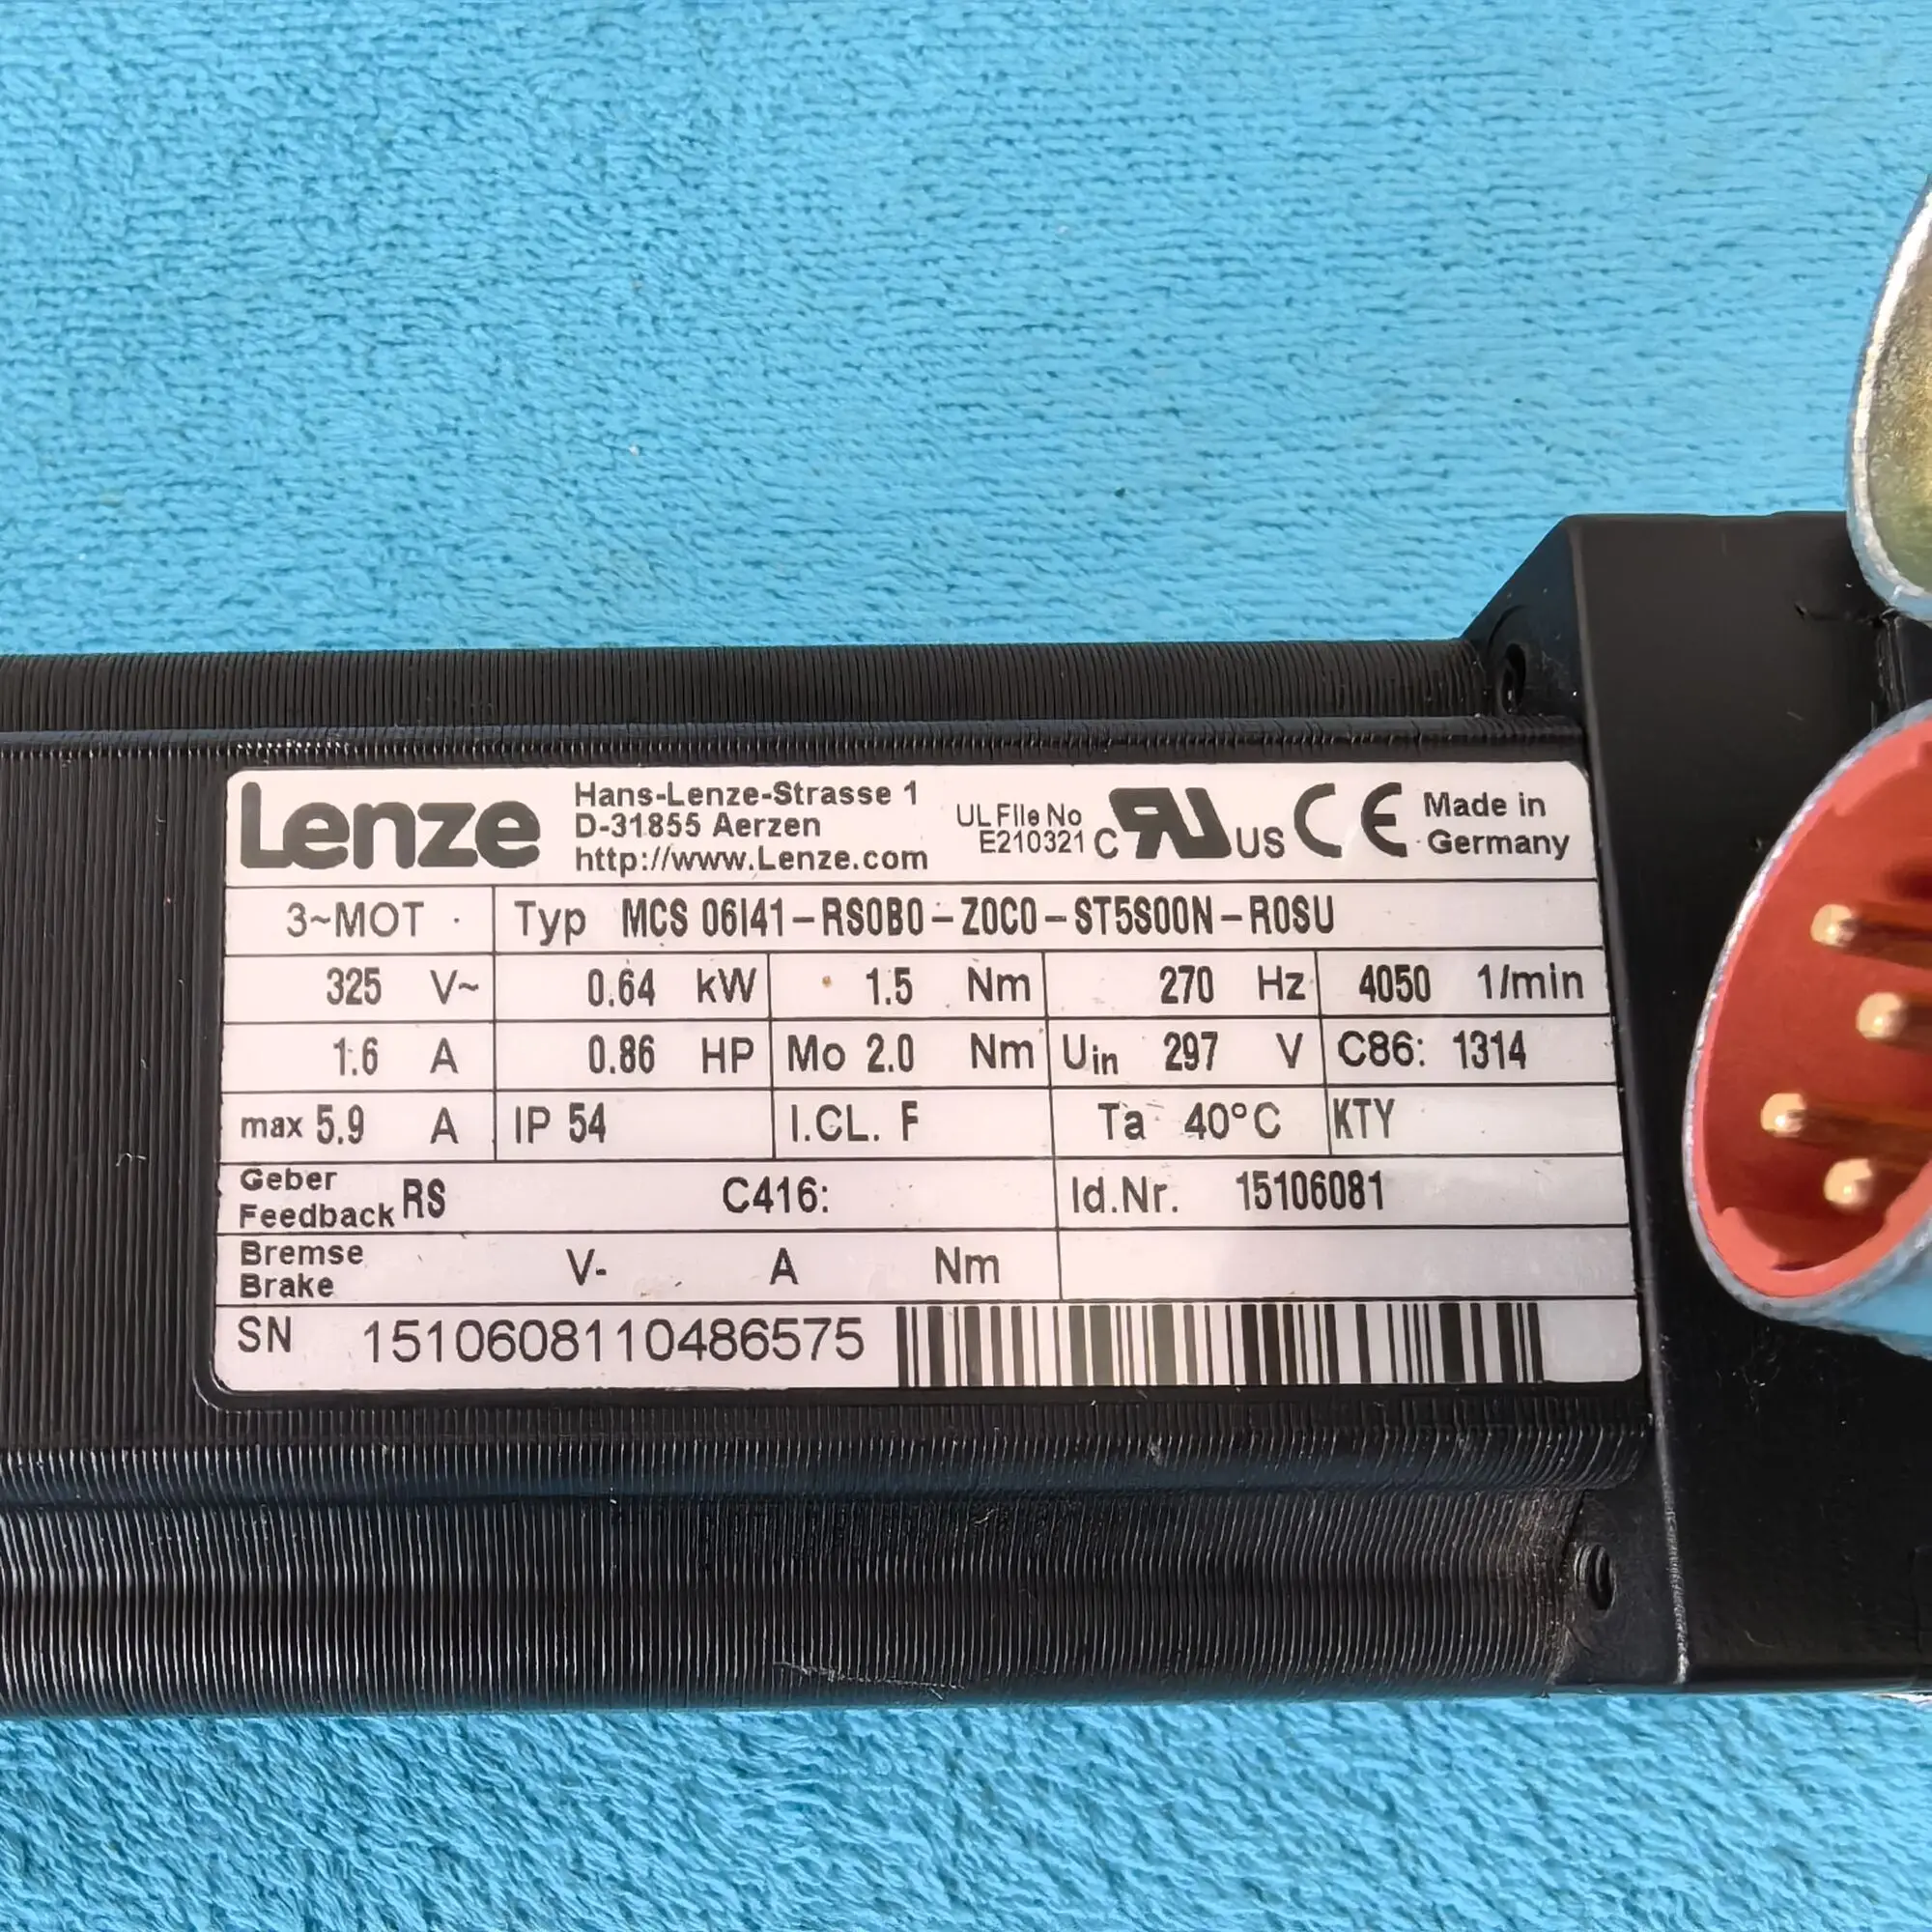 Lenze
Hans-Lenze-Strasse 1
D-31855 Aerzen
http://www.Lenze.com
UL File No
E210321
C RU US CE
Made in
Germany
3~MOT Typ MCS 06I41-RS0B0-Z0C0-ST5S00N-R0SU
325 V~ 0.64 kW 1.5 Nm 270 Hz 4050 1/min
1.6 A 0.86 HP Mo 2.0 Nm Uin 297 V C86: 1314
max 5.9 A IP 54 I.CL. F Ta 40°C KTY
Geber
Feedback RS C416: Id.Nr. 15106081
Bremse
Brake V- A Nm
SN 1510608110486575